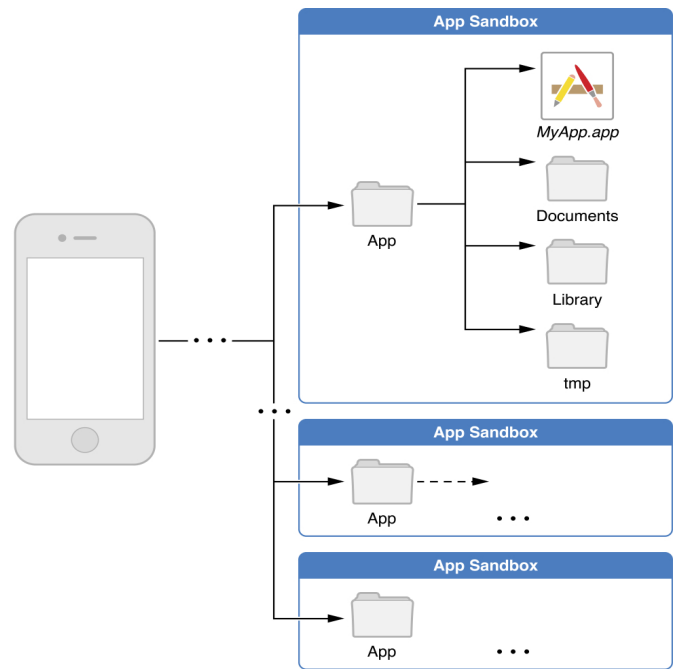 App Sandbox
MyApp.app
Documents
App
Library
tmp
App Sandbox
App
App Sandbox
App